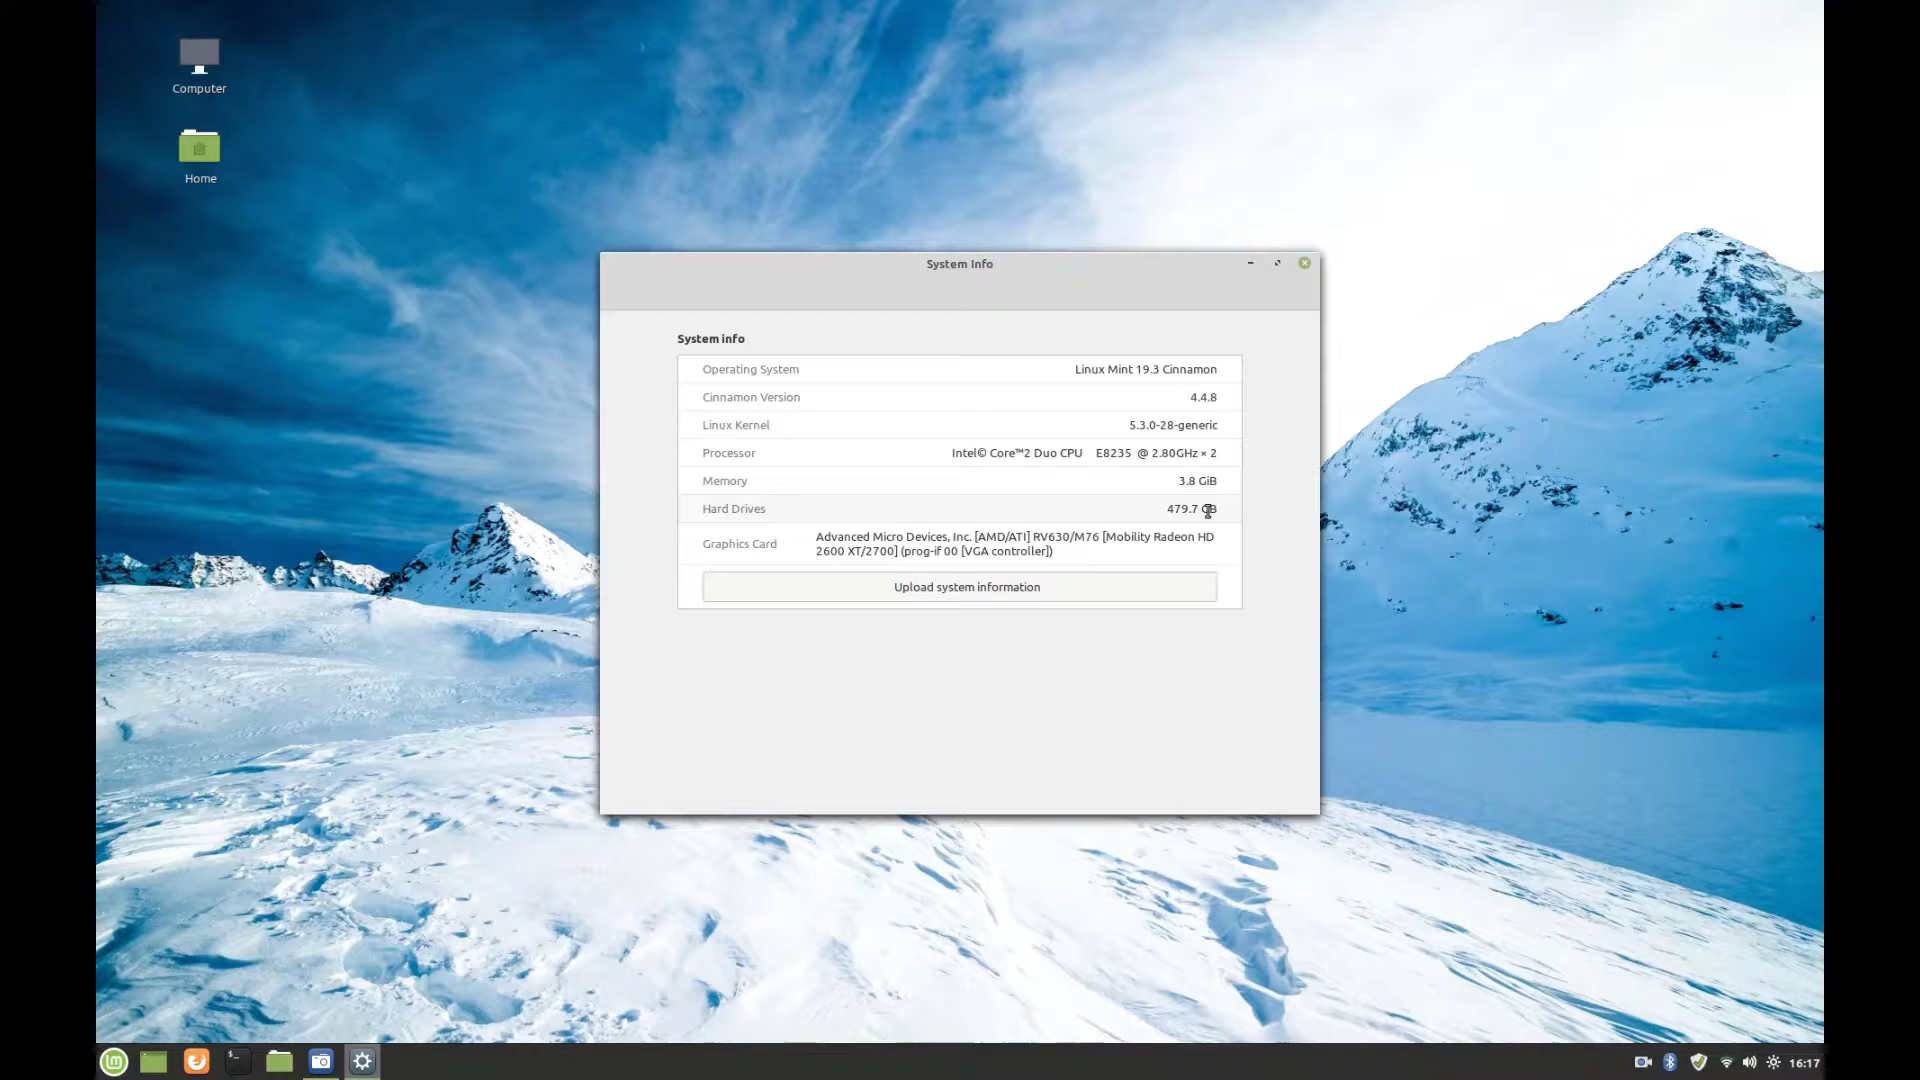 Computer
Home
System Info
System info
Operating System Linux Mint 19.3 Cinnamon
Cinnamon Version 4.4.8
Linux Kernel 5.3.0-28-generic
Processor Intel© Core™2 Duo CPU E8235 @ 2.80GHz × 2
Memory 3.8 GiB
Hard Drives 479.7 GB
Graphics Card Advanced Micro Devices, Inc. [AMD/ATI] RV630/M76 [Mobility Radeon HD
2600 XT/2700] (prog-if 00 [VGA controller])
Upload system information
16:17